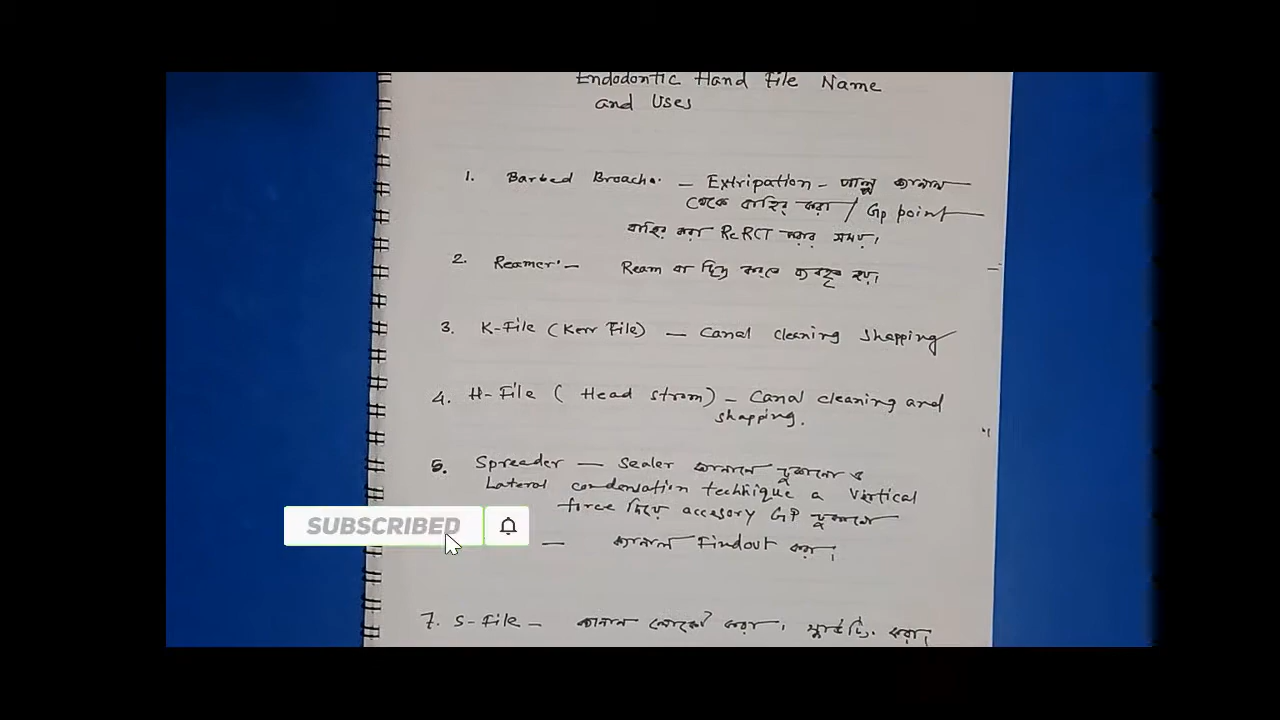 Endodontic Hand File Name
and Uses
1. Barbed Broach. – Extripation – পাল্প ক্যানাল
থেকে বাহির করা / Gp point
বাহির করা ReRCT করার সময়।
2. Reamer – Ream বা ছিদ্র করতে ব্যবহৃত হয়।
3. K-File (Kerr File) – Canal cleaning shapping
4. H-File ( Head strom) – Canal cleaning and
shapping.
5. Spreader – Sealer ক্যানালে ঢুকানো ও
Lateral condensation technique a vertical
force দিয়ে accesory GP ঢুকানো
SUBSCRIBED
— ক্যানাল Findout করা।
7. S-File – ক্যানাল করা। করা।